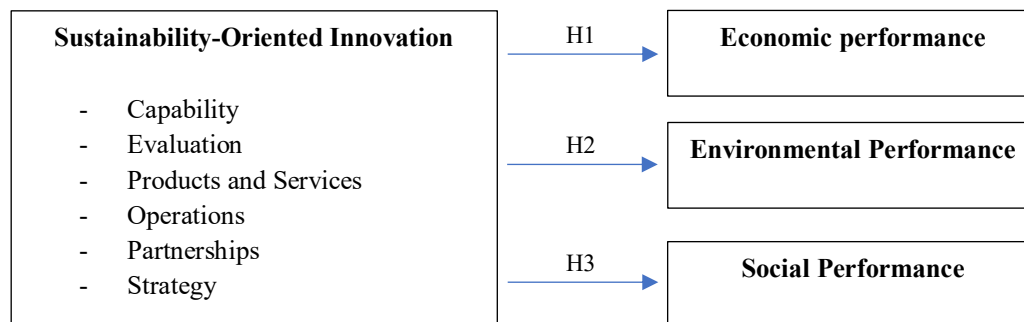 Sustainability-Oriented Innovation
- Capability
- Evaluation
- Products and Services
- Operations
- Partnerships
- Strategy
H1
Economic performance
H2
Environmental Performance
H3
Social Performance